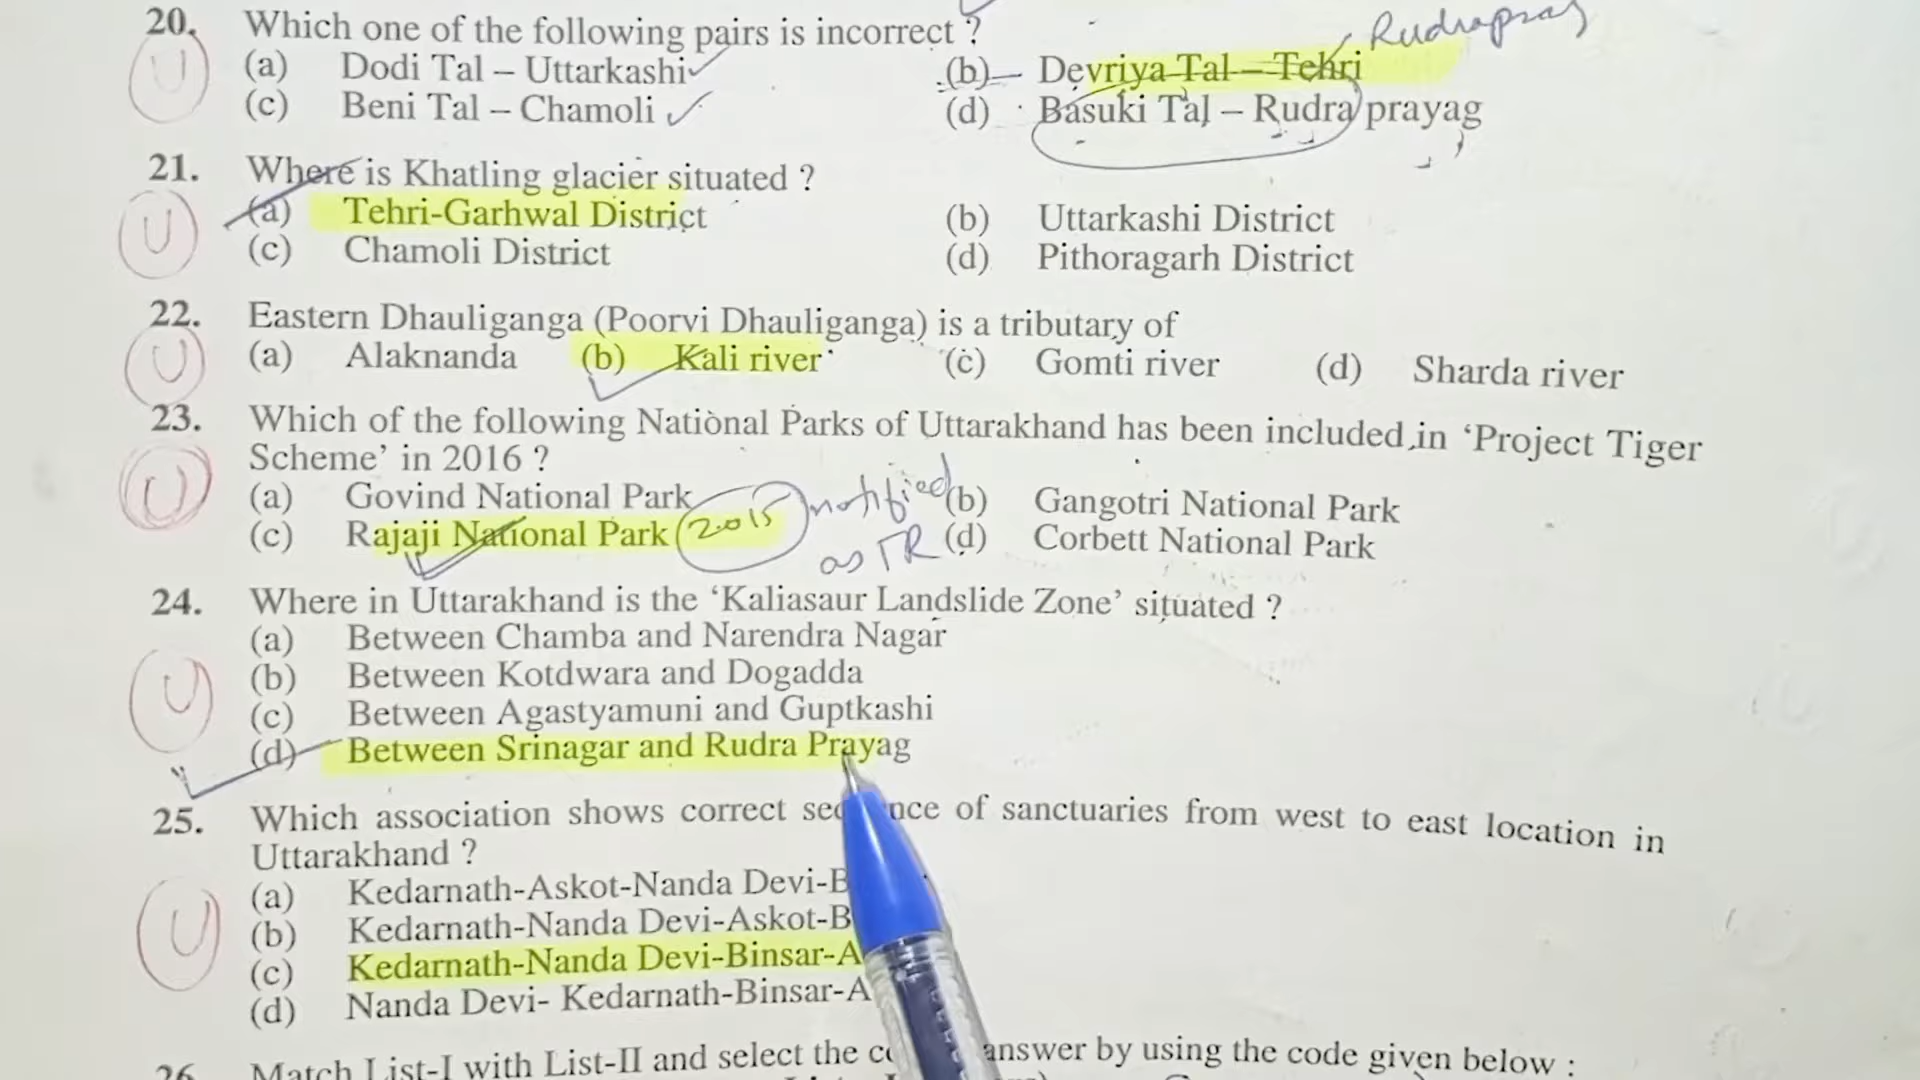 Rudraprayag
20. Which one of the following pairs is incorrect ?
(a) Dodi Tal – Uttarkashi (b) Devriya Tal – Tehri
(c) Beni Tal – Chamoli (d) Basuki Tal – Rudra prayag
21. Where is Khatling glacier situated ?
U (a) Tehri-Garhwal District (b) Uttarkashi District
(c) Chamoli District (d) Pithoragarh District
22. Eastern Dhauliganga (Poorvi Dhauliganga) is a tributary of
U (a) Alaknanda (b) Kali river (c) Gomti river (d) Sharda river
23. Which of the following National Parks of Uttarakhand has been included in ‘Project Tiger
Scheme’ in 2016 ?
U (a) Govind National Park notified (b) Gangotri National Park
(c) Rajaji National Park 2015 as TR (d) Corbett National Park
24. Where in Uttarakhand is the ‘Kaliasaur Landslide Zone’ situated ?
(a) Between Chamba and Narendra Nagar
U (b) Between Kotdwara and Dogadda
(c) Between Agastyamuni and Guptkashi
(d) Between Srinagar and Rudra Prayag
25. Which association shows correct of sanctuaries from west to east location in
Uttarakhand ?
(a) Kedarnath-Askot-Nanda Devi-B
U (b) Kedarnath-Nanda Devi-Askot-B
(c) Kedarnath-Nanda Devi-Binsar-A
(d) Nanda Devi- Kedarnath-Binsar-A
26. Match List-I with List-II and select the answer by using the code given below :